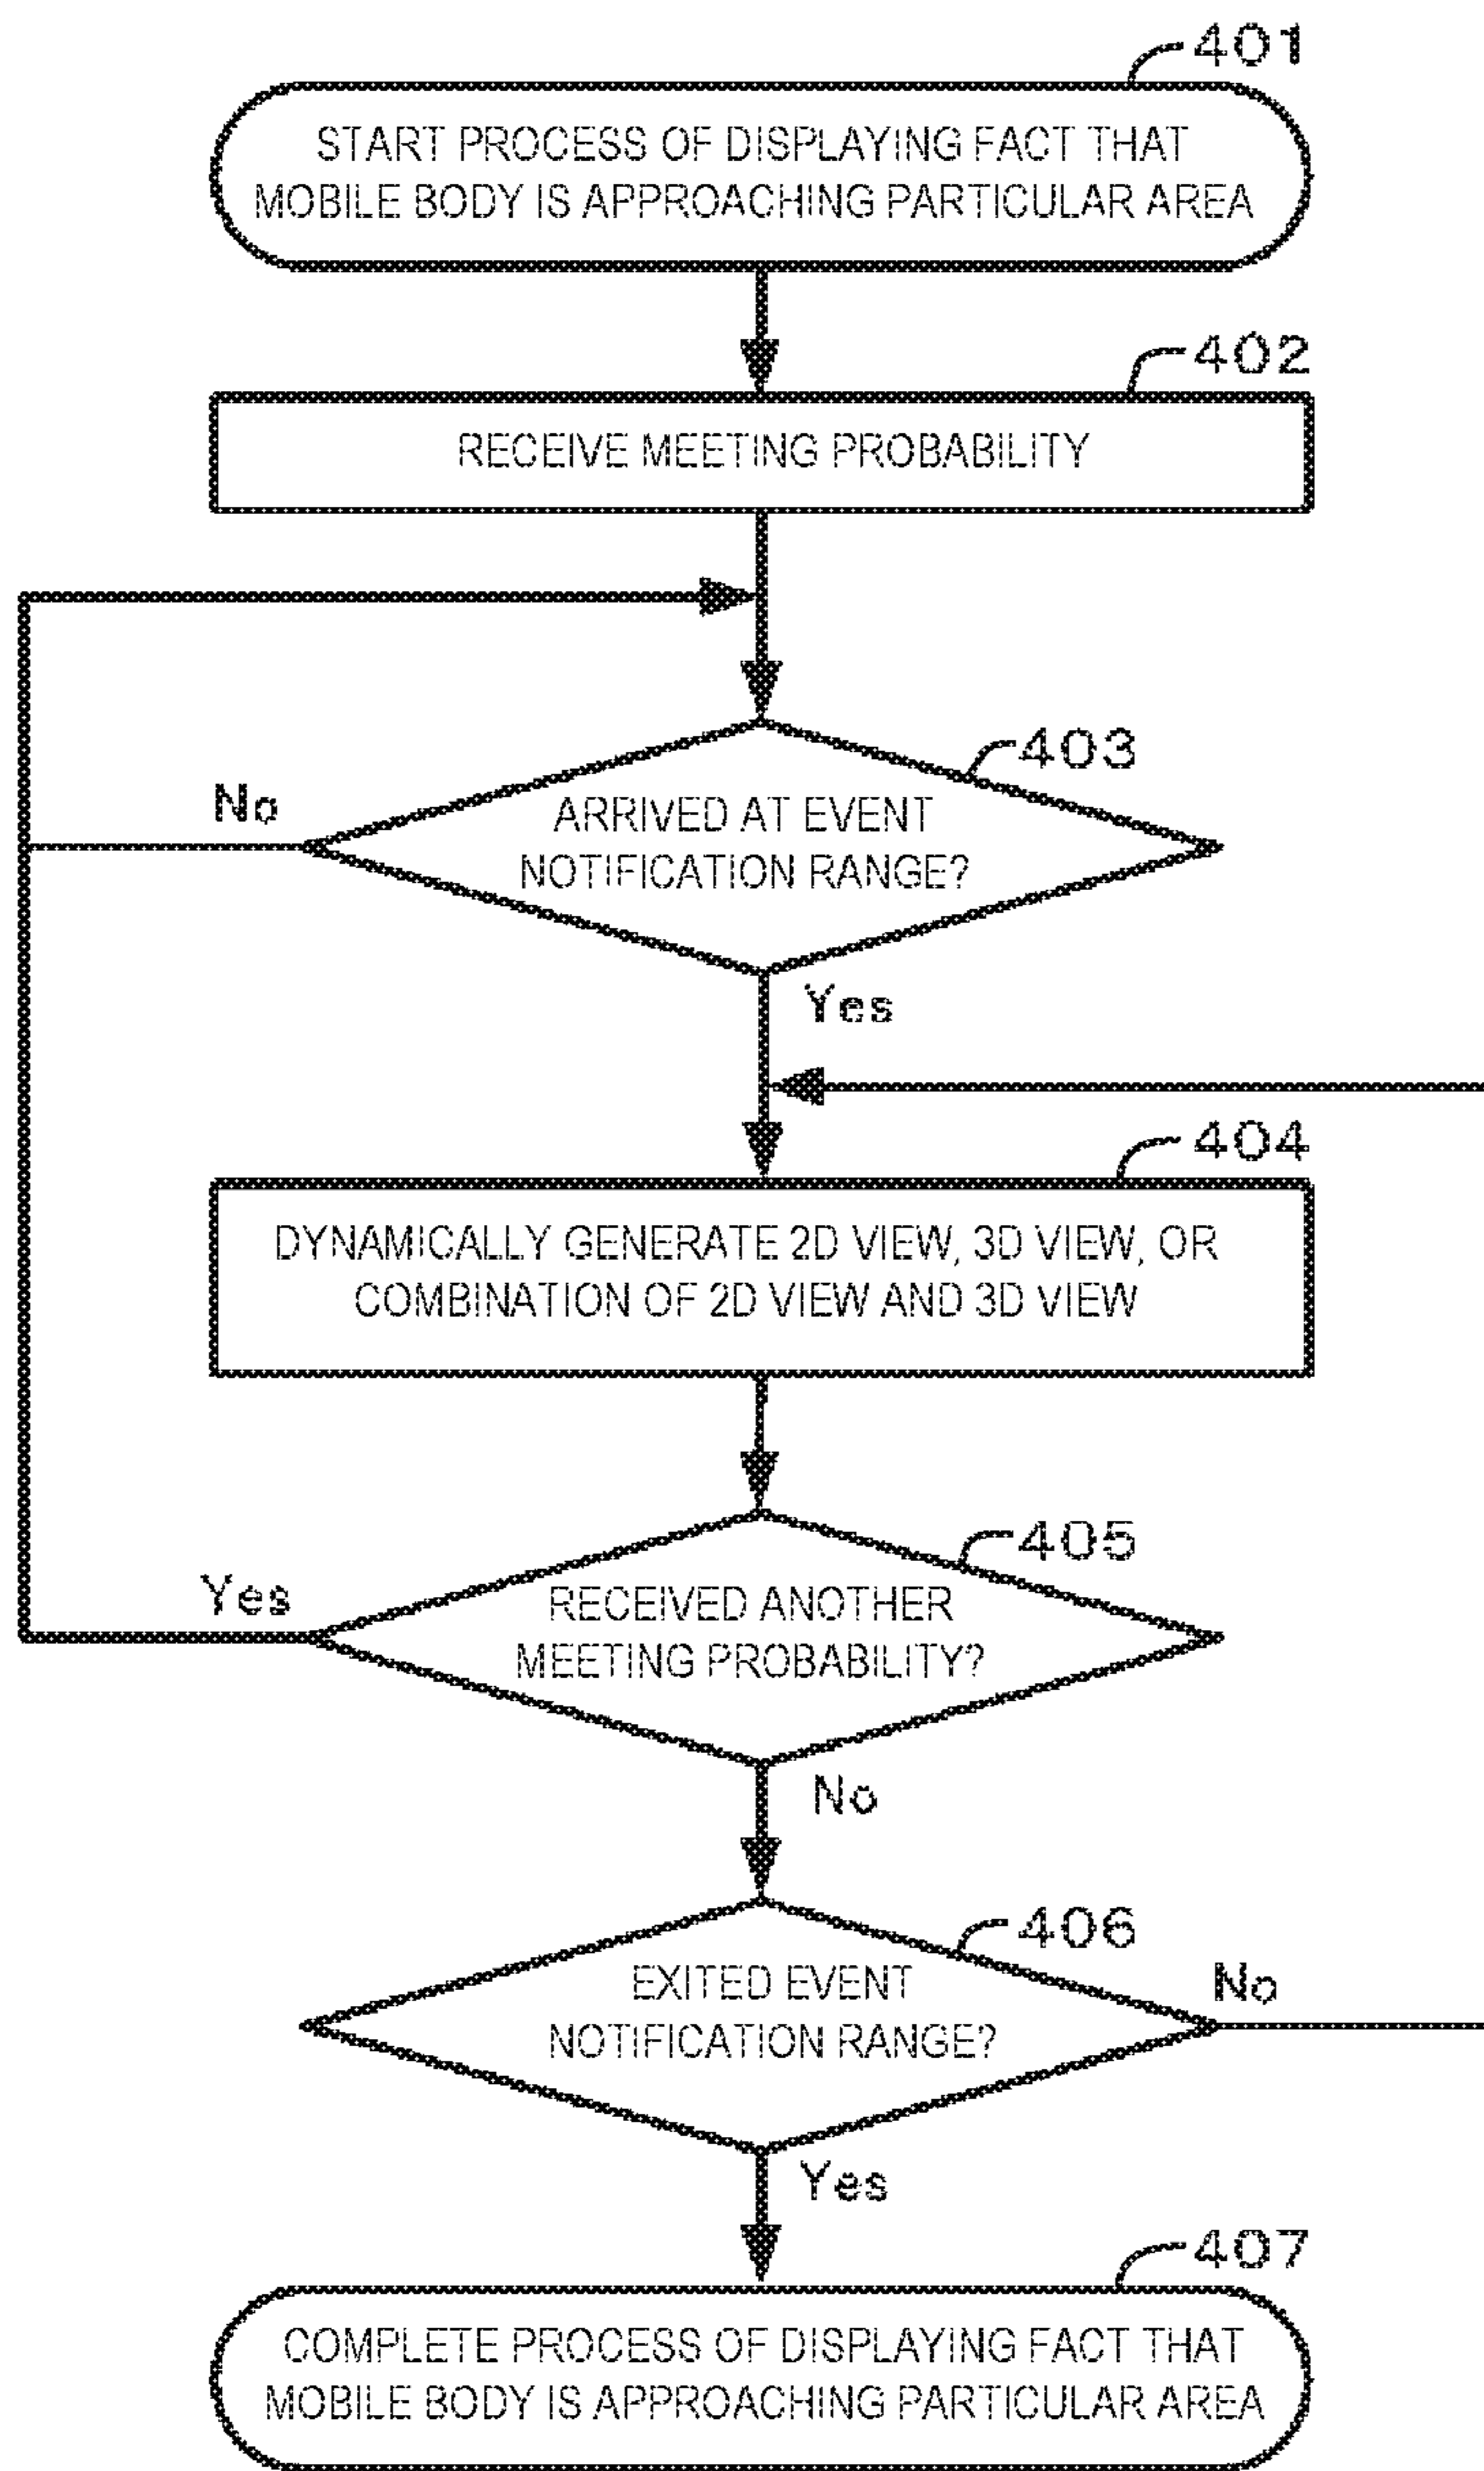 401
START PROCESS OF DISPLAYING FACT THAT
MOBILE BODY IS APPROACHING PARTICULAR AREA
402
RECEIVE MEETING PROBABILITY
403
No
ARRIVED AT EVENT
NOTIFICATION RANGE?
Yes
404
DYNAMICALLY GENERATE 2D VIEW, 3D VIEW, OR
COMBINATION OF 2D VIEW AND 3D VIEW
405
Yes
RECEIVED ANOTHER
MEETING PROBABILITY?
No
406
No
EXITED EVENT
NOTIFICATION RANGE?
Yes
407
COMPLETE PROCESS OF DISPLAYING FACT THAT
MOBILE BODY IS APPROACHING PARTICULAR AREA